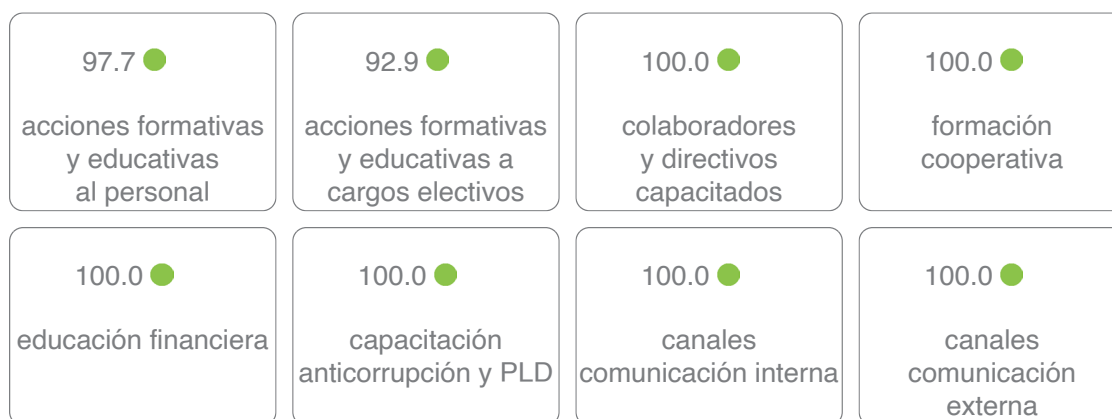 97.7
acciones formativas
y educativas
al personal
92.9
acciones formativas
y educativas a
cargos electivos
100.0
colaboradores
y directivos
capacitados
100.0
formación
cooperativa
100.0
educación financiera
100.0
capacitación
anticorrupción y PLD
100.0
canales
comunicación interna
100.0
canales
comunicación
externa